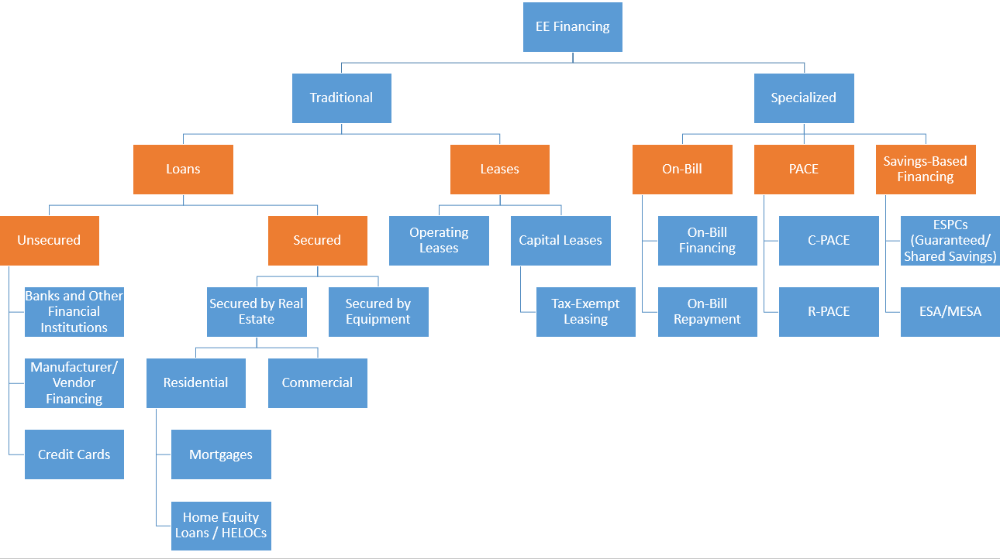 EE Financing
Traditional
Specialized
Loans
Leases
On-Bill
PACE
Savings-Based
Financing
Unsecured
Secured
Operating
Leases
Capital Leases
On-Bill
Financing
C-PACE
ESPCs
(Guaranteed/
Shared Savings)
Banks and Other
Financial
Institutions
Secured by Real
Estate
Secured by
Equipment
Tax-Exempt
Leasing
On-Bill
Repayment
R-PACE
ESA/MESA
Manufacturer/
Vendor
Financing
Residential
Commercial
Credit Cards
Mortgages
Home Equity
Loans / HELOCs